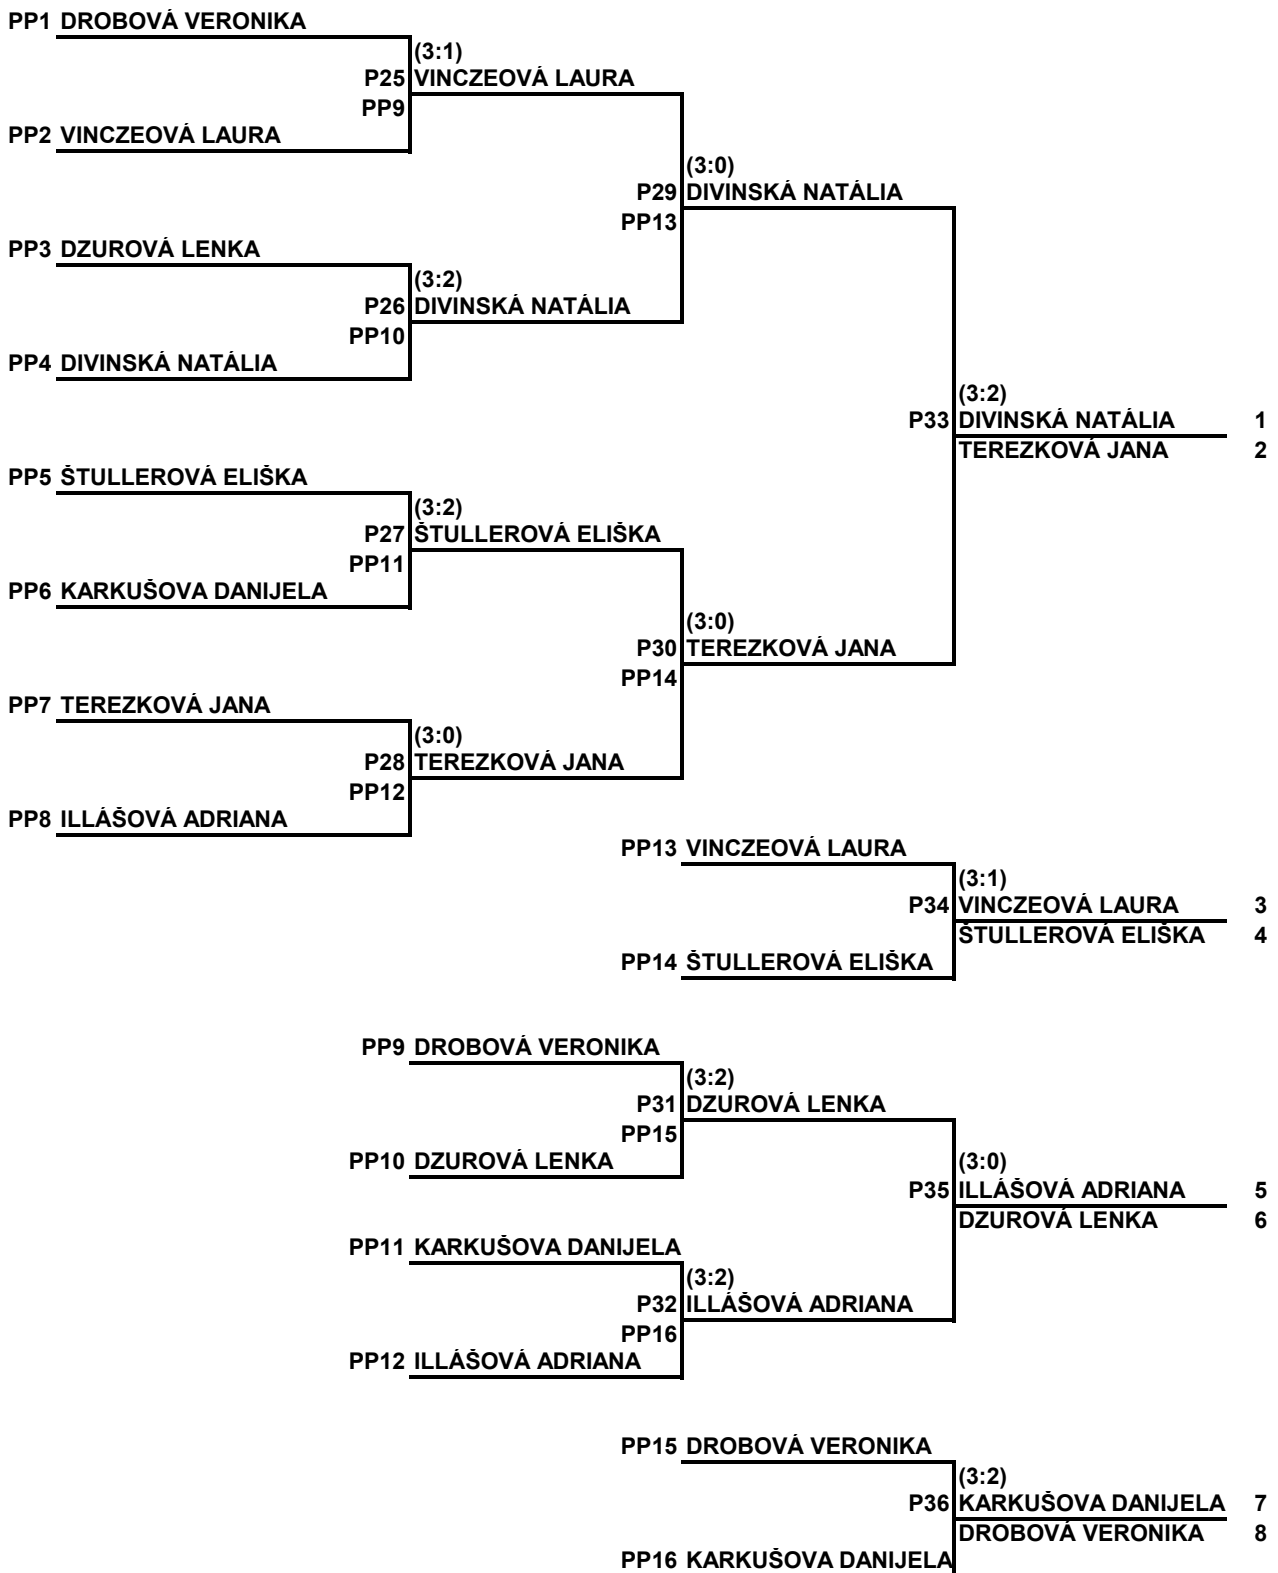 PP1 DROBOVÁ VERONIKA
(3:1)
P25 VINCZEOVÁ LAURA
PP9
PP2 VINCZEOVÁ LAURA
(3:0)
P29 DIVINSKÁ NATÁLIA
PP13
PP3 DZUROVÁ LENKA
(3:2)
P26 DIVINSKÁ NATÁLIA
PP10
PP4 DIVINSKÁ NATÁLIA
(3:2)
P33 DIVINSKÁ NATÁLIA 1
TEREZKOVÁ JANA 2
PP5 ŠTULLEROVÁ ELIŠKA
(3:2)
P27 ŠTULLEROVÁ ELIŠKA
PP11
PP6 KARKUŠOVA DANIJELA
(3:0)
P30 TEREZKOVÁ JANA
PP14
PP7 TEREZKOVÁ JANA
(3:0)
P28 TEREZKOVÁ JANA
PP12
PP8 ILLÁŠOVÁ ADRIANA
PP13 VINCZEOVÁ LAURA
(3:1)
P34 VINCZEOVÁ LAURA 3
ŠTULLEROVÁ ELIŠKA 4
PP14 ŠTULLEROVÁ ELIŠKA
PP9 DROBOVÁ VERONIKA
(3:2)
P31 DZUROVÁ LENKA
PP15
PP10 DZUROVÁ LENKA
(3:0)
P35 ILLÁŠOVÁ ADRIANA 5
DZUROVÁ LENKA 6
PP11 KARKUŠOVA DANIJELA
(3:2)
P32 ILLÁŠOVÁ ADRIANA
PP16
PP12 ILLÁŠOVÁ ADRIANA
PP15 DROBOVÁ VERONIKA
(3:2)
P36 KARKUŠOVA DANIJELA 7
DROBOVÁ VERONIKA 8
PP16 KARKUŠOVA DANIJELA